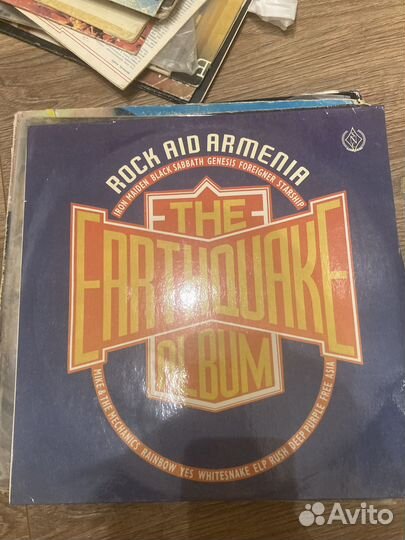 ROCK AID ARMENIA
IRON MAIDEN BLACK SABBATH GENESIS FOREIGNER STARSHIP
THE
EARTHQUAKE
ALBUM
MIKE & THE MECHANICS RAINBOW YES WHITESNAKE ELP RUSH DEEP PURPLE FREE ASIA
Avito